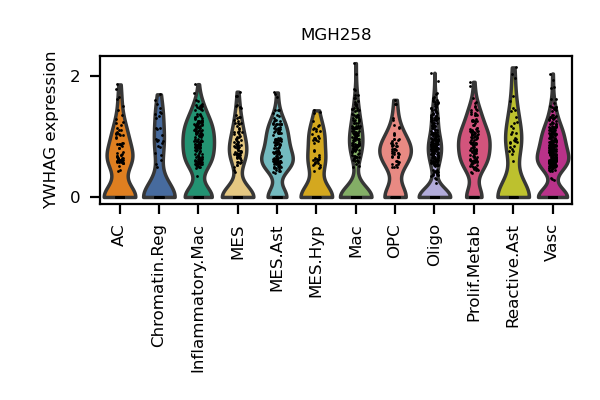 MGH258
YWHAG expression
2
0
AC
Chromatin.Reg
Inflammatory.Mac
MES
MES.Ast
MES.Hyp
Mac
OPC
Oligo
Prolif.Metab
Reactive.Ast
Vasc